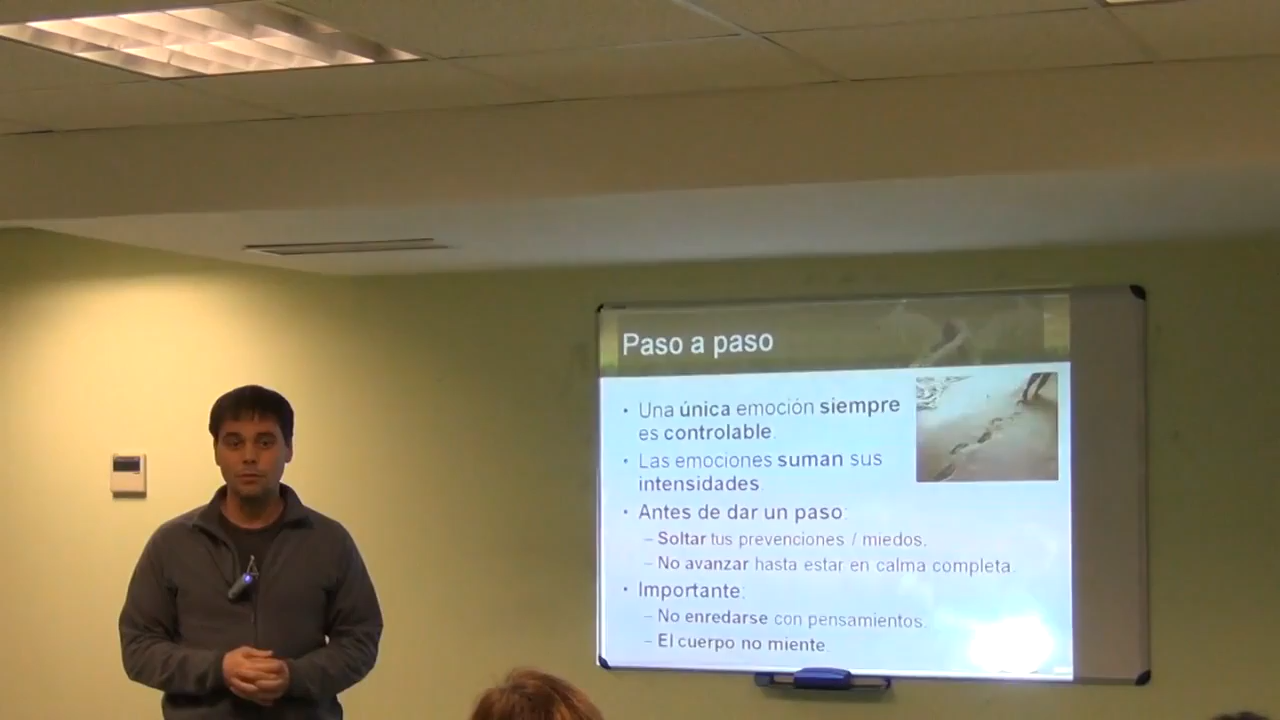 Paso a paso
• Una única emoción siempre
es controlable.
• Las emociones suman sus
intensidades.
• Antes de dar un paso:
– Soltar tus prevenciones / miedos.
– No avanzar hasta estar en calma completa.
• Importante:
– No enredarse con pensamientos.
– El cuerpo no miente.